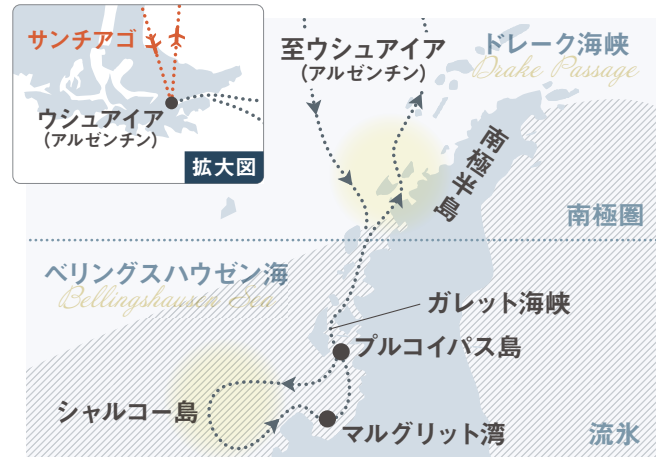 サンチアゴ
ウシュアイア
(アルゼンチン)
拡大図
至ウシュアイア
(アルゼンチン)
ドレーク海峡
Drake Passage
南極半島
南極圏
ベリングスハウゼン海
Bellingshausen Sea
ガレット海峡
プルコイパス島
シャルコー島
マルグリット湾
流氷